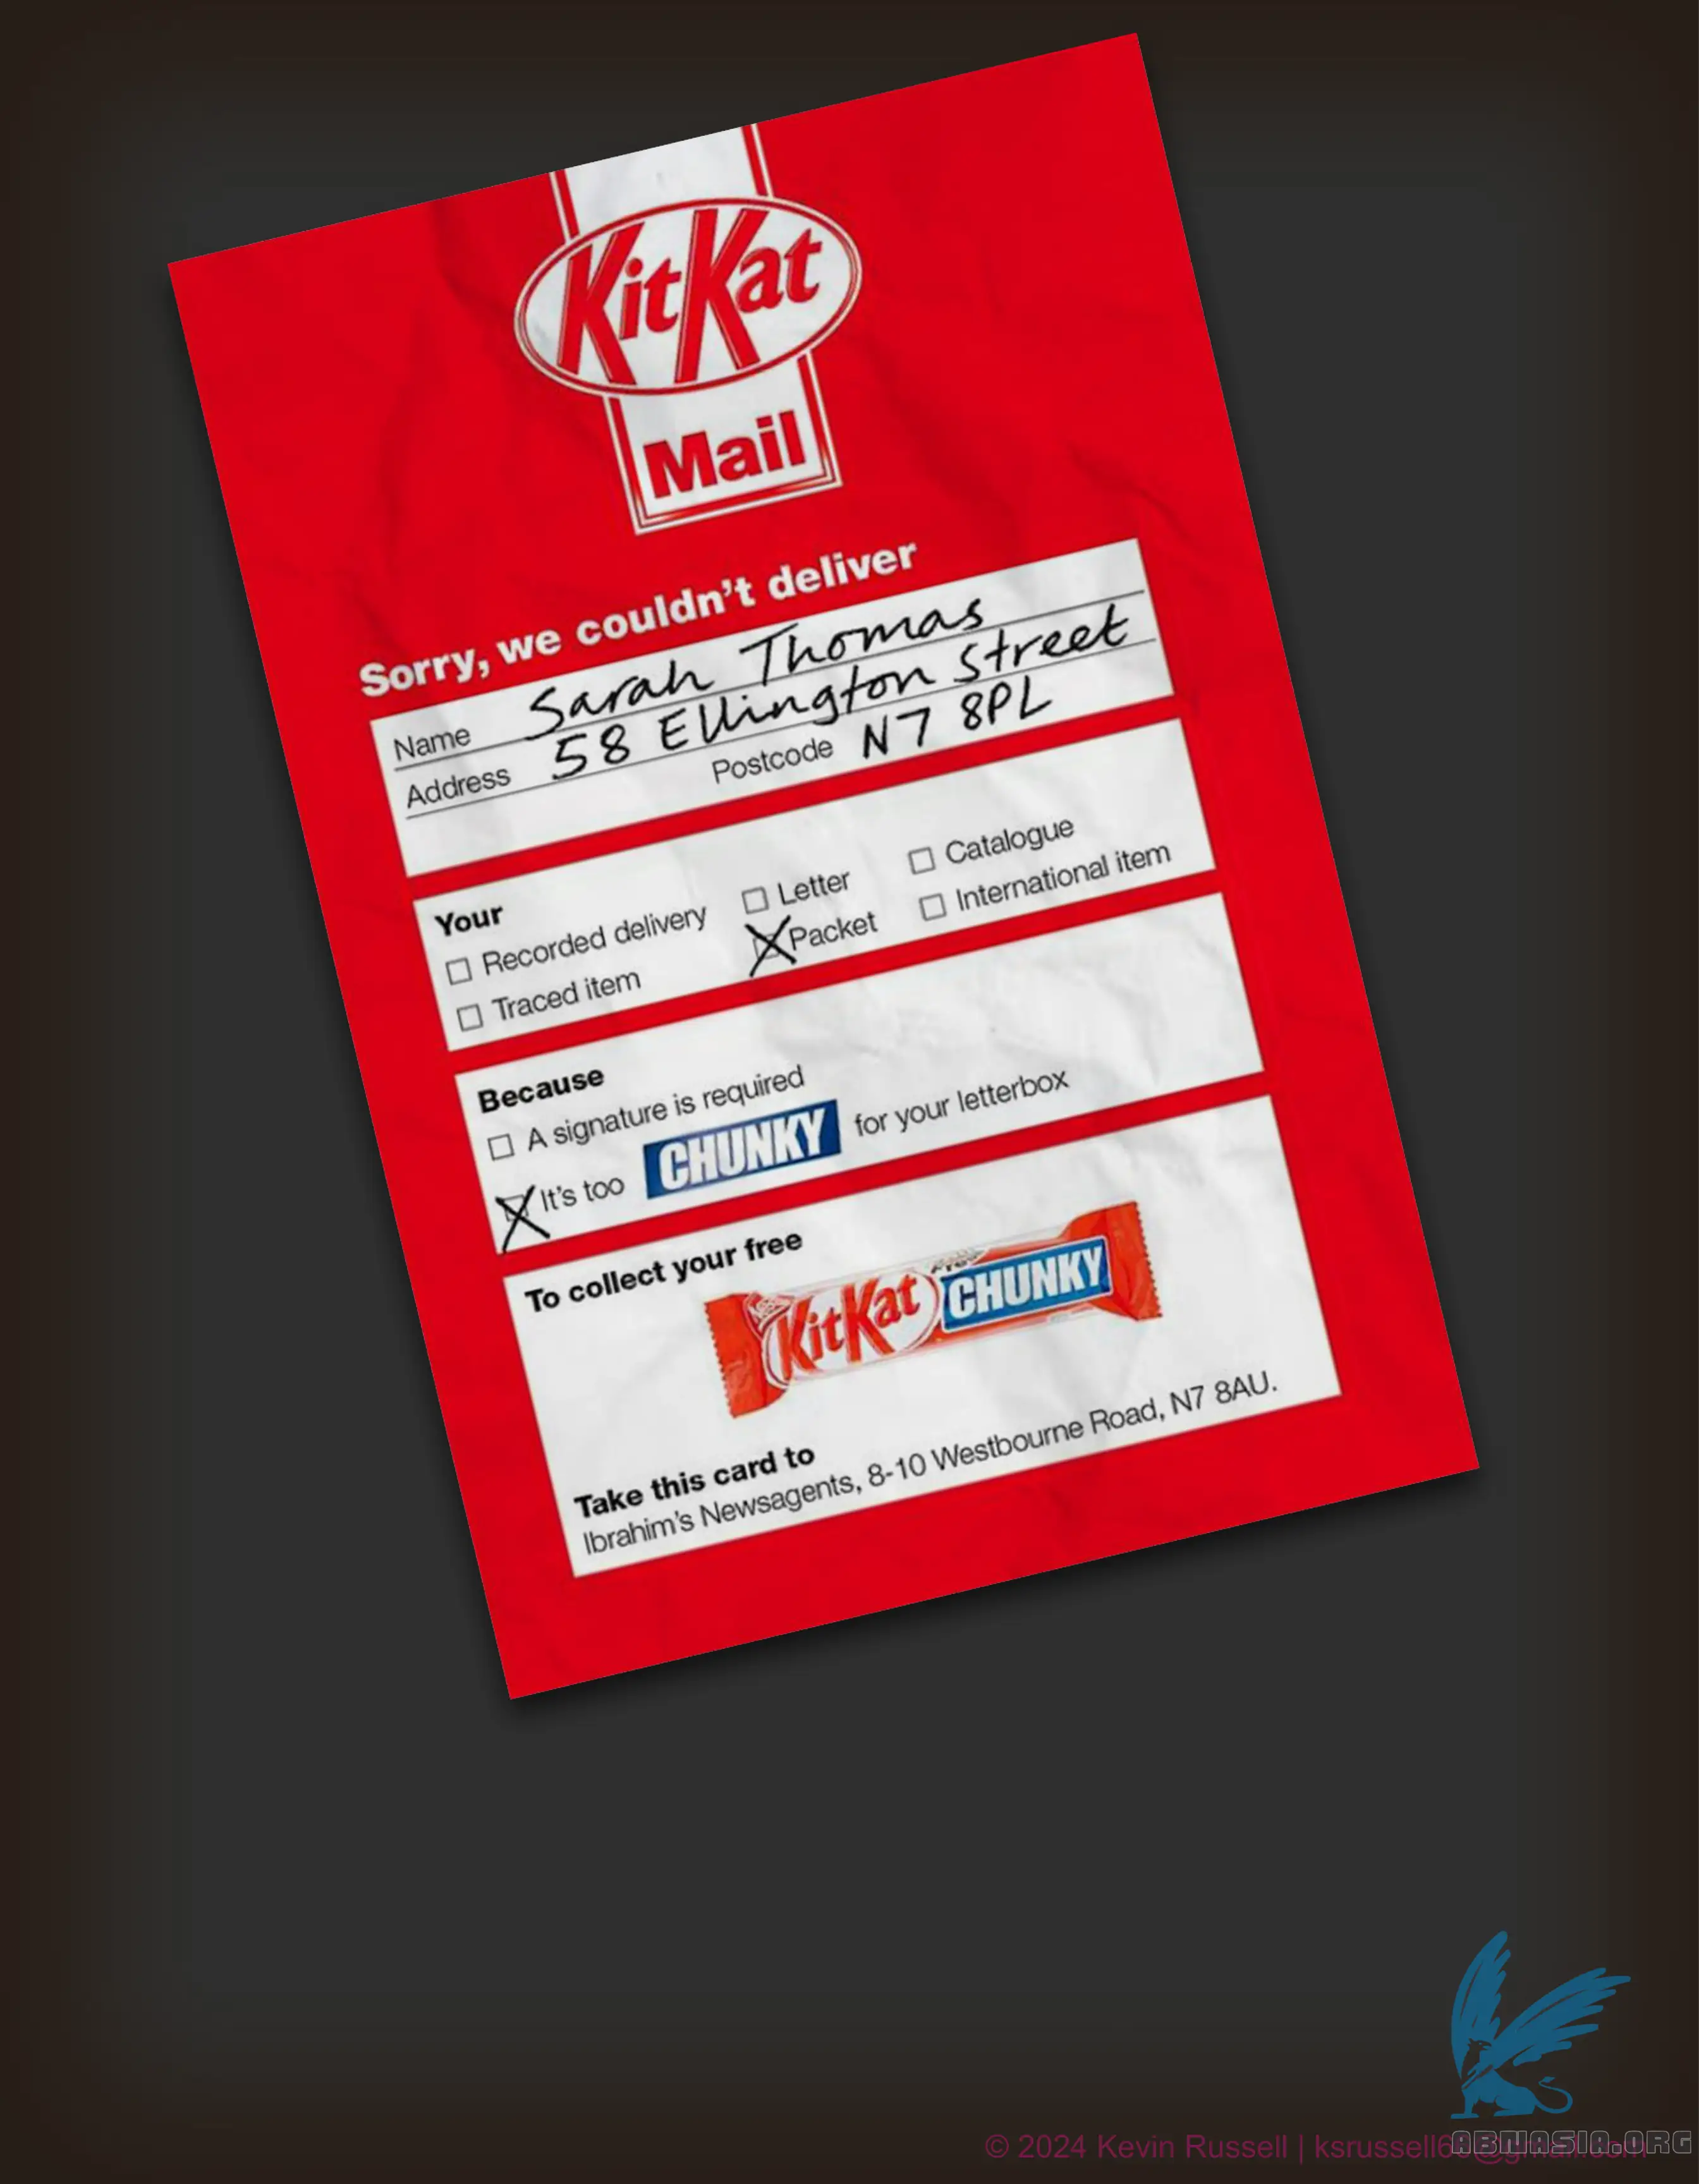 KitKat
Mail
Sorry, we couldn't deliver
Name Sarah Thomas
Address 58 Ellington Street
Postcode N7 8PL
Your
Recorded delivery
Letter
Catalogue
Traced item
Packet
International item
Because
A signature is required
It's too CHUNKY for your letterbox
To collect your free
KitKat CHUNKY
Take this card to
Ibrahim's Newsagents, 8-10 Westbourne Road, N7 8AU.
© 2024 Kevin Russell |
ABNASIA.ORG